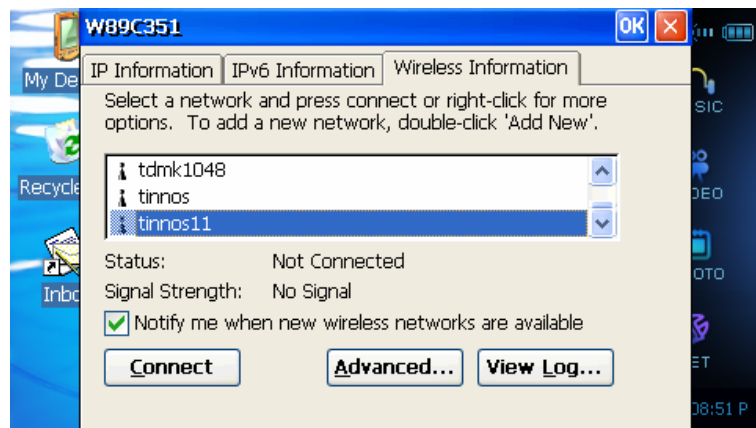 W89C351
OK
IP Information
IPv6 Information
Wireless Information
My De
Select a network and press connect or right-click for more
options. To add a new network, double-click 'Add New'.
tdmk1048
tinnos
tinnos11
Recycle
Status: Not Connected
Signal Strength: No Signal
Notify me when new wireless networks are available
Inbo
Connect
Advanced...
View Log...
SIC
DEO
OTO
ET
08:51 P